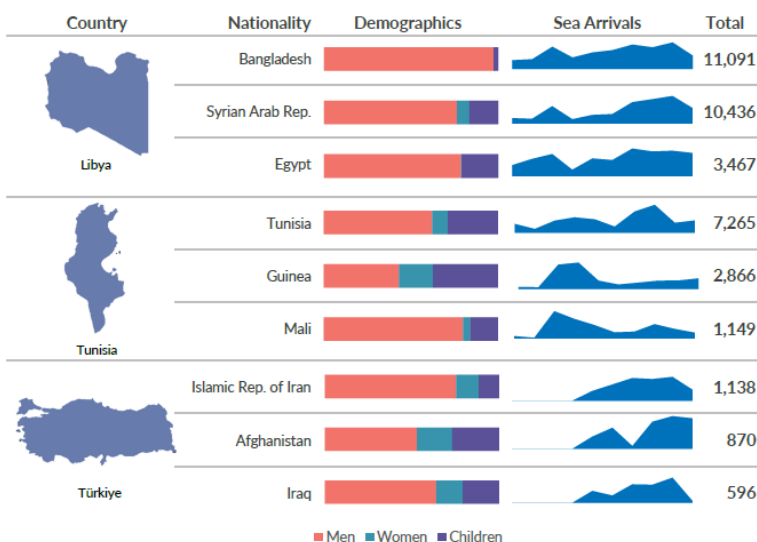 Country Nationality Demographics Sea Arrivals Total
Bangladesh 11,091
Syrian Arab Rep. 10,436
Egypt 3,467
Libya
Tunisia 7,265
Guinea 2,866
Mali 1,149
Tunisia
Islamic Rep. of Iran 1,138
Afghanistan 870
Iraq 596
Türkiye
Men Women Children